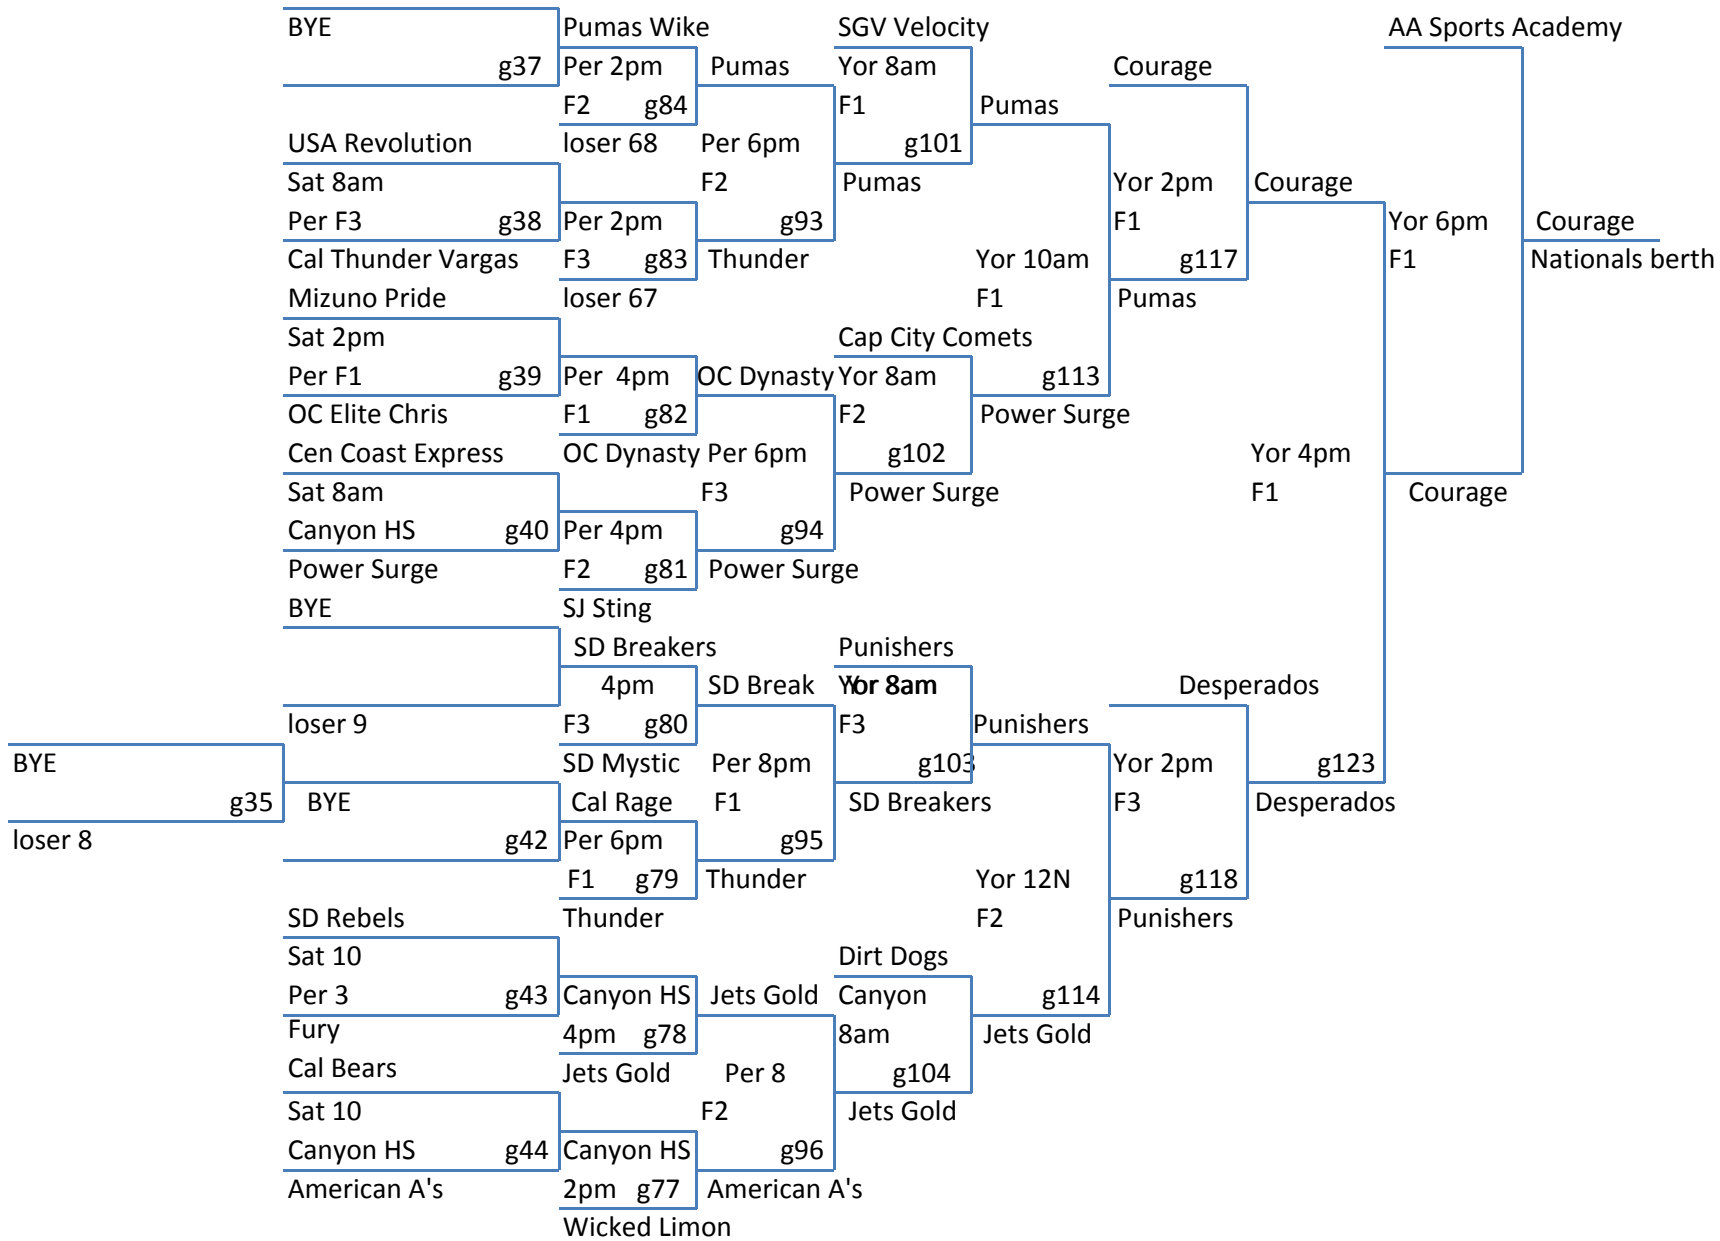 BYE Pumas Wike SGV Velocity AA Sports Academy
g37 Per 2pm Pumas Yor 8am Courage
F2 g84 F1 Pumas
USA Revolution loser 68 Per 6pm g101
Sat 8am F2 Pumas Yor 2pm Courage
Per F3 g38 Per 2pm g93 F1 Yor 6pm Courage
Cal Thunder Vargas F3 g83 Thunder Yor 10am g117 F1 Nationals berth
Mizuno Pride loser 67 F1 Pumas
Sat 2pm Cap City Comets
Per F1 g39 Per 4pm OC Dynasty Yor 8am g113
OC Elite Chris F1 g82 F2 Power Surge
Cen Coast Express OC Dynasty Per 6pm g102 Yor 4pm
Sat 8am F3 Power Surge F1 Courage
Canyon HS g40 Per 4pm g94
Power Surge F2 g81 Power Surge
BYE SJ Sting
SD Breakers Punishers
4pm SD Break Yor 8am Desperados
loser 9 F3 g80 F3 Punishers
BYE SD Mystic Per 8pm g103 Yor 2pm g123
g35 BYE Cal Rage F1 SD Breakers F3 Desperados
loser 8 g42 Per 6pm g95
F1 g79 Thunder Yor 12N g118
SD Rebels Thunder F2 Punishers
Sat 10 Dirt Dogs
Per 3 g43 Canyon HS Jets Gold Canyon g114
Fury 4pm g78 8am Jets Gold
Cal Bears Jets Gold Per 8 g104
Sat 10 F2 Jets Gold
Canyon HS g44 Canyon HS g96
American A's 2pm g77 American A's
Wicked Limon